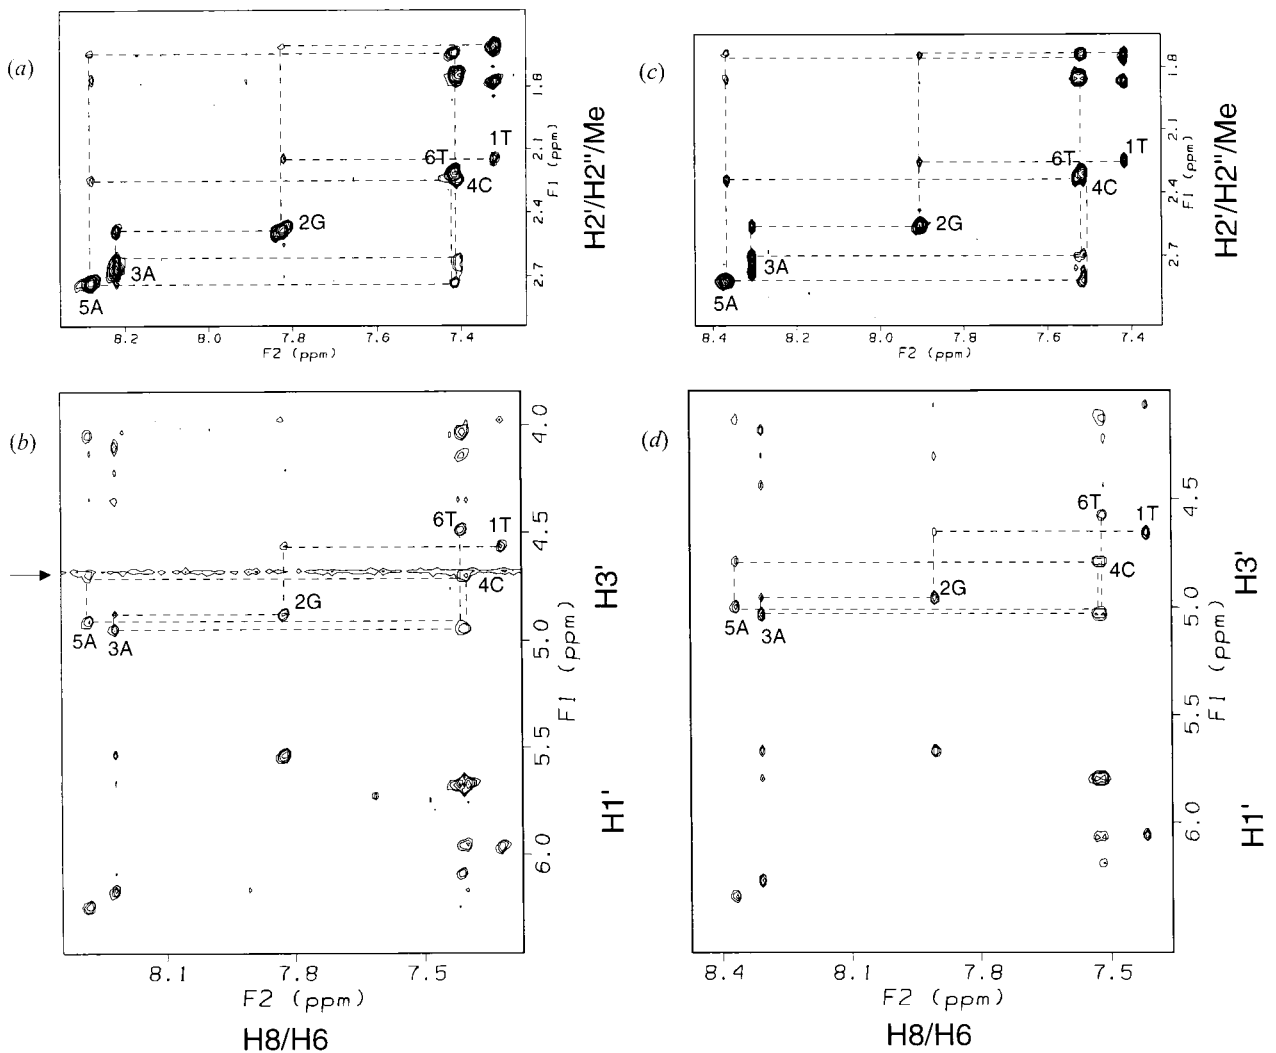 (a)
1.8
2.1
2.4
2.7
F1 (ppm)
H2'/H2"/Me
1T
6T
4C
2G
3A
5A
8.2 8.0 7.8 7.6 7.4
F2 (ppm)
(c)
1.8
2.1
2.4
2.7
F1 (ppm)
H2'/H2"/Me
1T
6T
4C
2G
3A
5A
8.4 8.2 8.0 7.8 7.6 7.4
F2 (ppm)
(b)
4.0
4.5
5.0
5.5
6.0
F1 (ppm)
H3'
H1'
6T
1T
4C
2G
5A
3A
8.1 7.8 7.5
F2 (ppm)
H8/H6
(d)
4.5
5.0
5.5
6.0
F1 (ppm)
H3'
H1'
6T
1T
4C
2G
5A
3A
8.4 8.1 7.8 7.5
F2 (ppm)
H8/H6